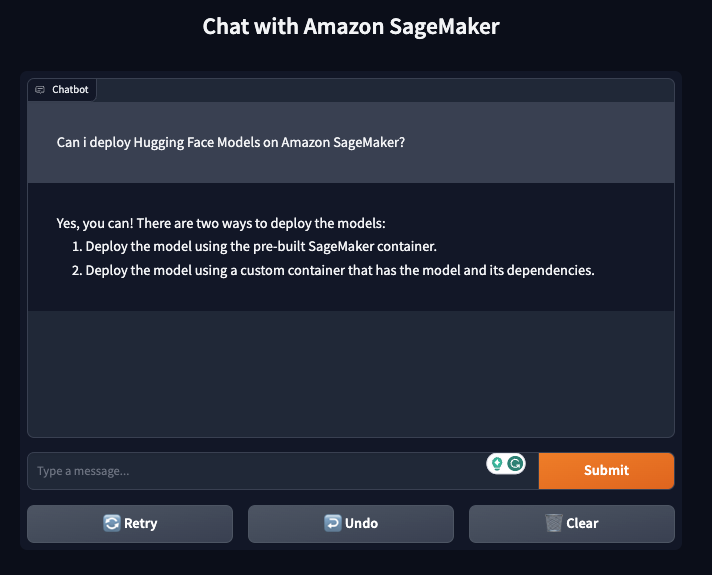 Chat with Amazon SageMaker
Chatbot
Can i deploy Hugging Face Models on Amazon SageMaker?
Yes, you can! There are two ways to deploy the models:
1. Deploy the model using the pre-built SageMaker container.
2. Deploy the model using a custom container that has the model and its dependencies.
Type a message...
Submit
Retry
Undo
Clear